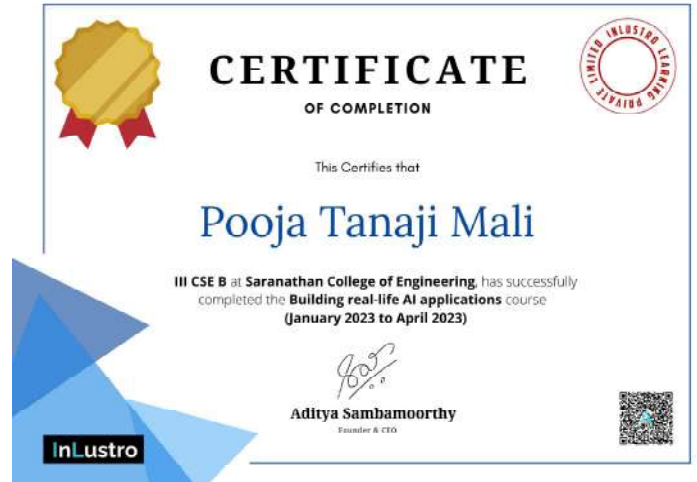 CERTIFICATE
INLUSTRO LEARNING PRIVATE LIMITED
OF COMPLETION
This Certifies that
Pooja Tanaji Mali
III CSE B at Saranathan College of Engineering, has successfully
completed the Building real-life AI applications course
(January 2023 to April 2023)
Aditya Sambamoorthy
Founder & CEO
InLustro